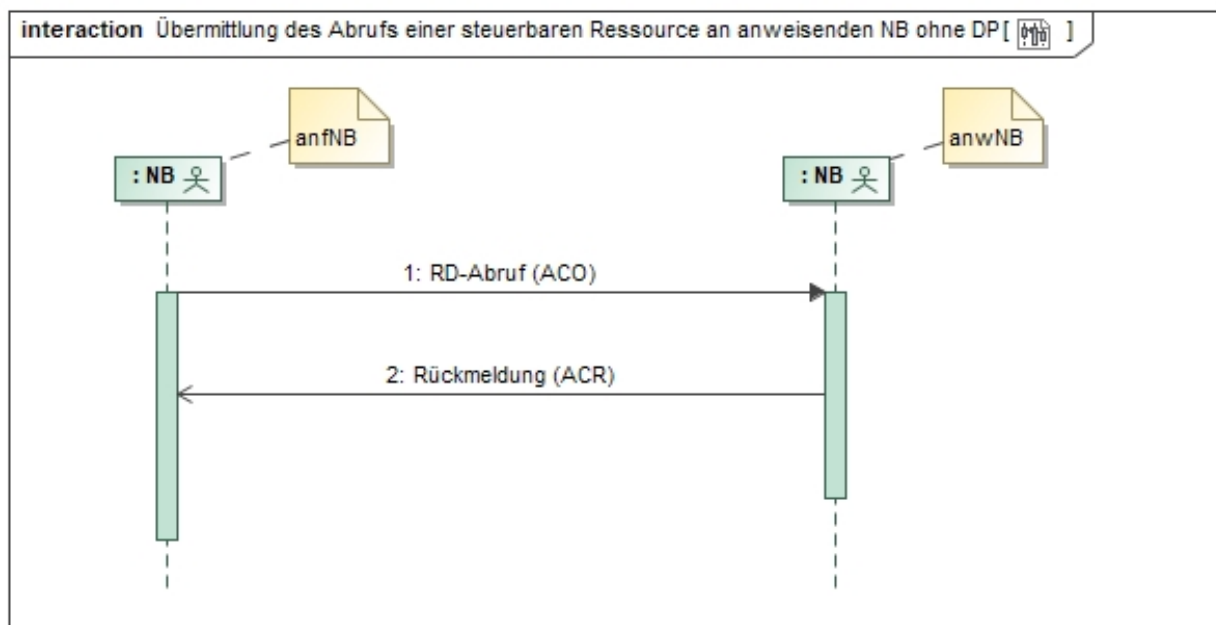 interaction Übermittlung des Abrufs einer steuerbaren Ressource an anweisenden NB ohne DP[ ]
anfNB
anwNB
: NB
: NB
1: RD-Abruf (ACO)
2: Rückmeldung (ACR)